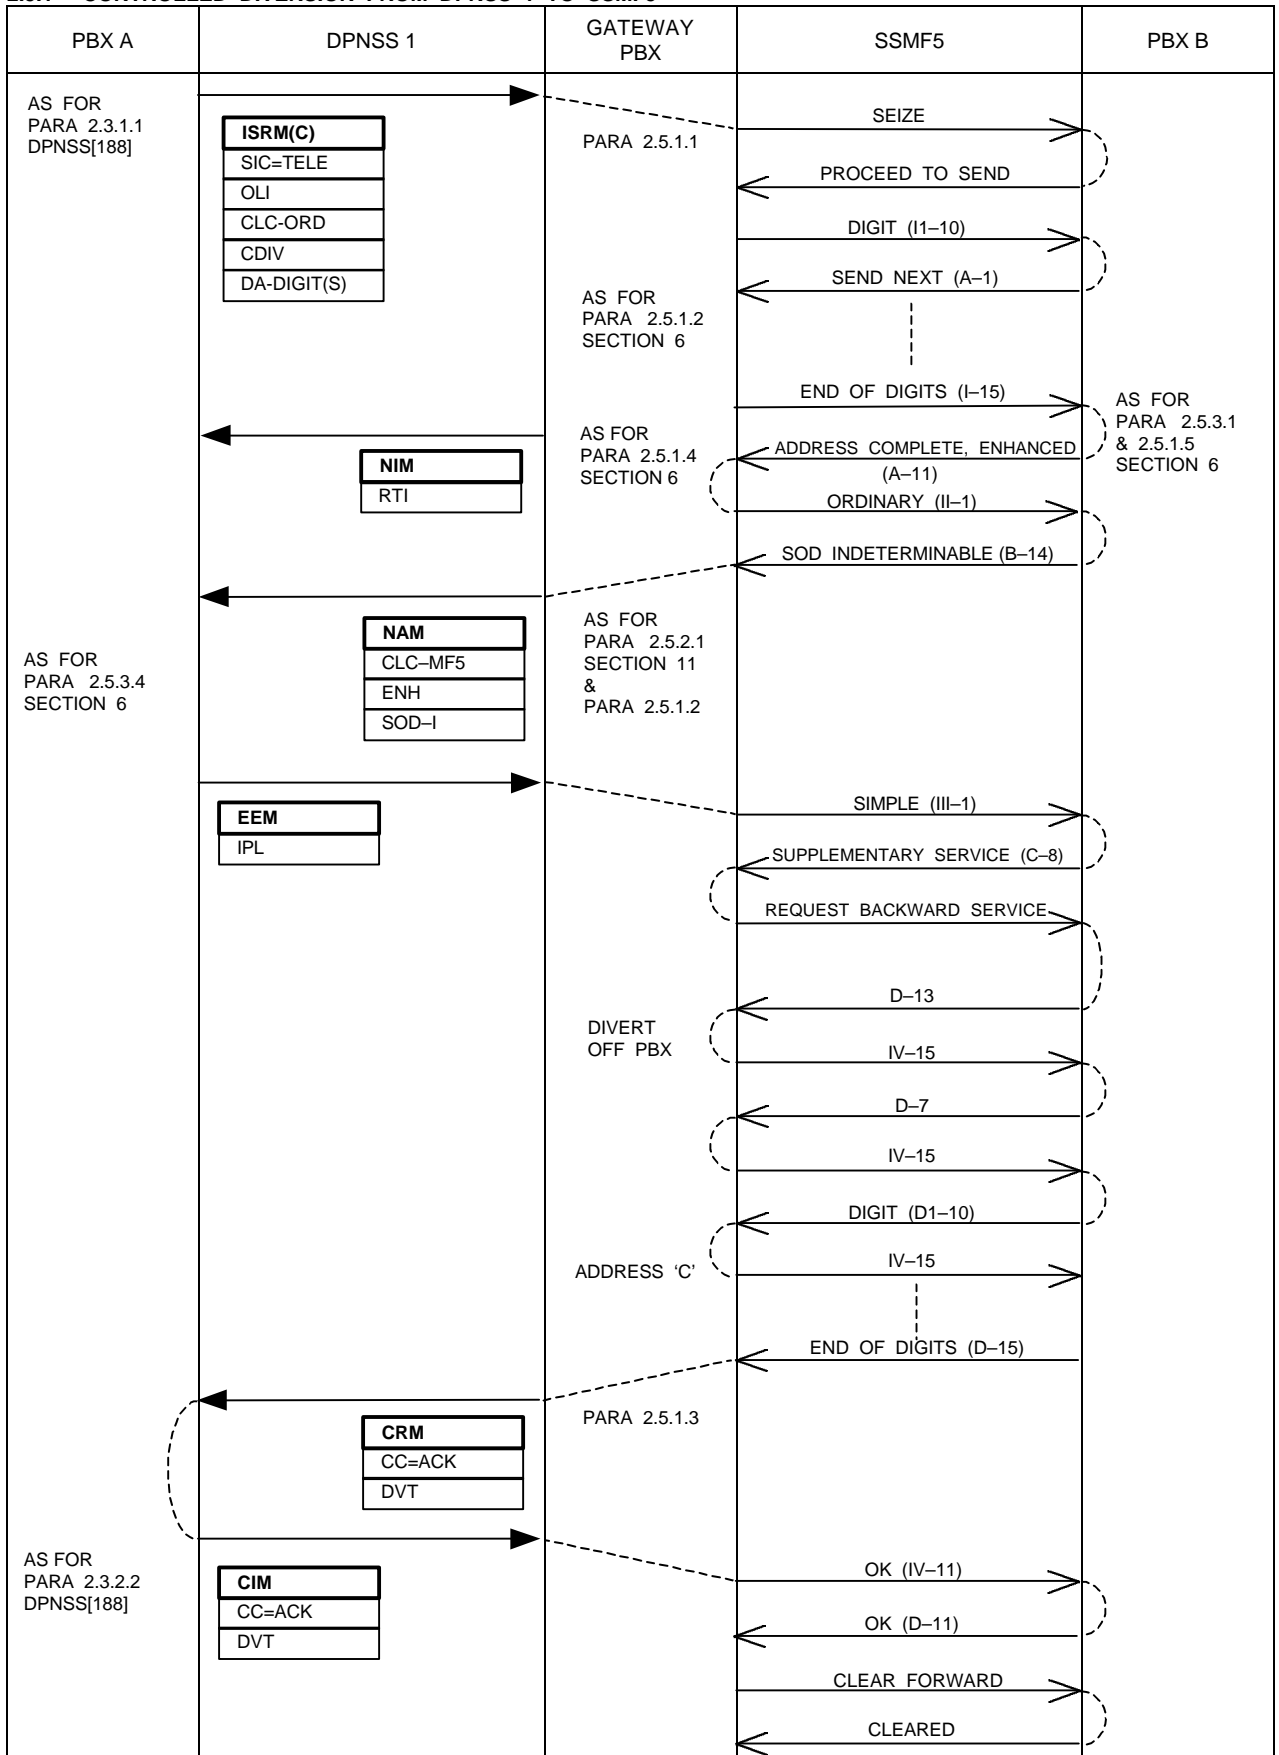 PBX A
DPNSS 1
GATEWAY
PBX
SSMF5
PBX B
AS FOR
PARA 2.3.1.1
DPNSS[188]
ISRM(C)
SIC=TELE
OLI
CLC-ORD
CDIV
DA-DIGIT(S)
PARA 2.5.1.1
SEIZE
PROCEED TO SEND
DIGIT (I1–10)
SEND NEXT (A–1)
AS FOR
PARA 2.5.1.2
SECTION 6
END OF DIGITS (I–15)
AS FOR
PARA 2.5.3.1
& 2.5.1.5
SECTION 6
AS FOR
PARA 2.5.1.4
SECTION 6
ADDRESS COMPLETE, ENHANCED
(A–11)
NIM
RTI
ORDINARY (II–1)
SOD INDETERMINABLE (B–14)
NAM
CLC–MF5
ENH
SOD–I
AS FOR
PARA 2.5.2.1
SECTION 11
&
PARA 2.5.1.2
AS FOR
PARA 2.5.3.4
SECTION 6
EEM
IPL
SIMPLE (III–1)
SUPPLEMENTARY SERVICE (C–8)
REQUEST BACKWARD SERVICE
D–13
DIVERT
OFF PBX
IV–15
D–7
IV–15
DIGIT (D1–10)
ADDRESS ‘C’
IV–15
END OF DIGITS (D–15)
PARA 2.5.1.3
CRM
CC=ACK
DVT
AS FOR
PARA 2.3.2.2
DPNSS[188]
CIM
CC=ACK
DVT
OK (IV–11)
OK (D–11)
CLEAR FORWARD
CLEARED